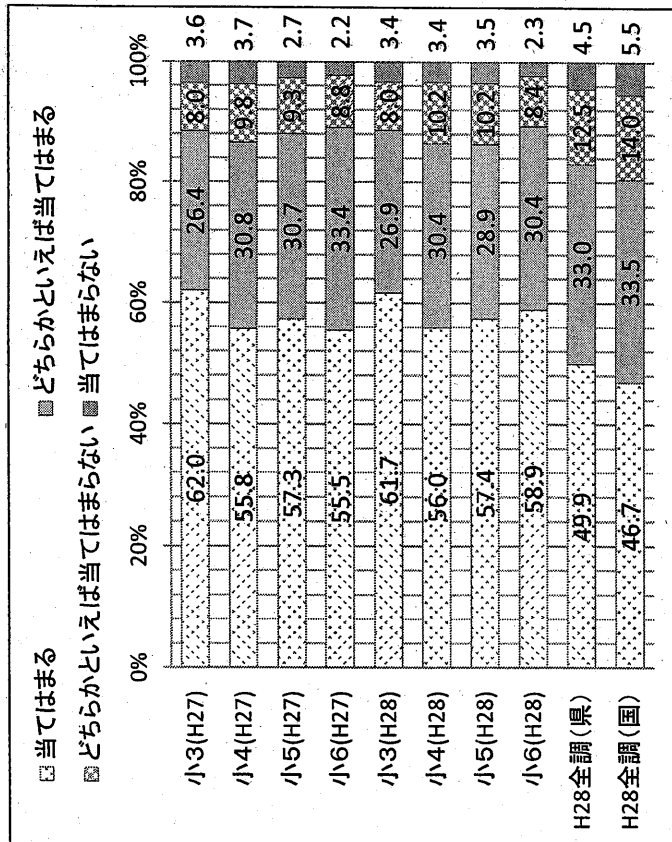 当てはまる どちらかといえば当てはまる
どちらかといえば当てはまらない 当てはまらない
0% 20% 40% 60% 80% 100%
小3(H27) 62.0 26.4 8.0 3.6
小4(H27) 55.8 30.8 9.8 3.7
小5(H27) 57.3 30.7 9.3 2.7
小6(H27) 55.5 33.4 8.8 2.2
小3(H28) 61.7 26.9 8.0 3.4
小4(H28) 56.0 30.4 10.2 3.4
小5(H28) 57.4 28.9 10.2 3.5
小6(H28) 58.9 30.4 8.4 2.3
H28全調(県) 49.9 33.0 12.5 4.5
H28全調(国) 46.7 33.5 14.0 5.5